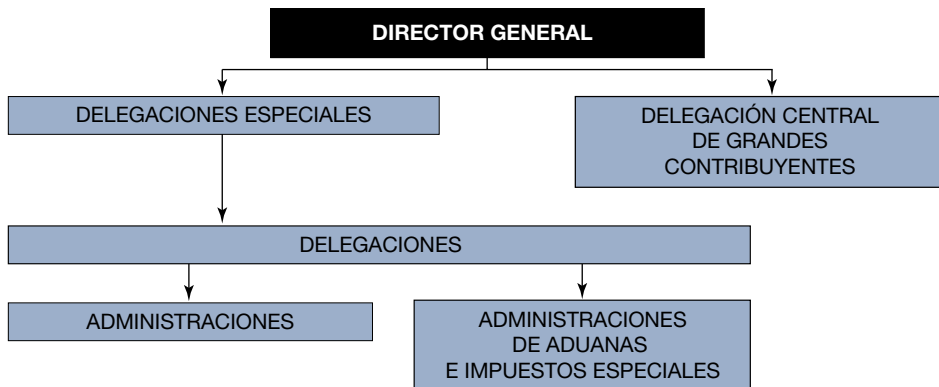 DIRECTOR GENERAL
DELEGACIONES ESPECIALES
DELEGACIÓN CENTRAL
DE GRANDES
CONTRIBUYENTES
DELEGACIONES
ADMINISTRACIONES
ADMINISTRACIONES
DE ADUANAS
E IMPUESTOS ESPECIALES